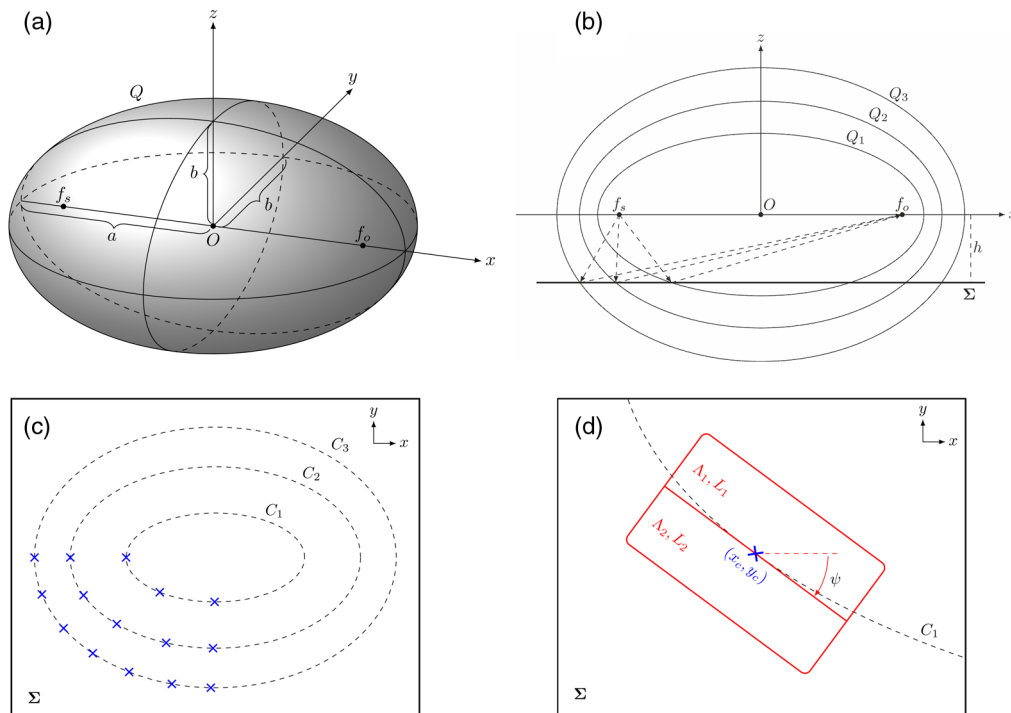 (a)
z
y
Q
b
b
f_s
a
O
f_o
x
(b)
z
Q_3
Q_2
Q_1
f_s
O
f_o
h
Σ
(c)
y
x
C_3
C_2
C_1
Σ
(d)
y
x
Λ_1, L_1
Λ_2, L_2
(x_c, y_c)
ψ
C_1
Σ